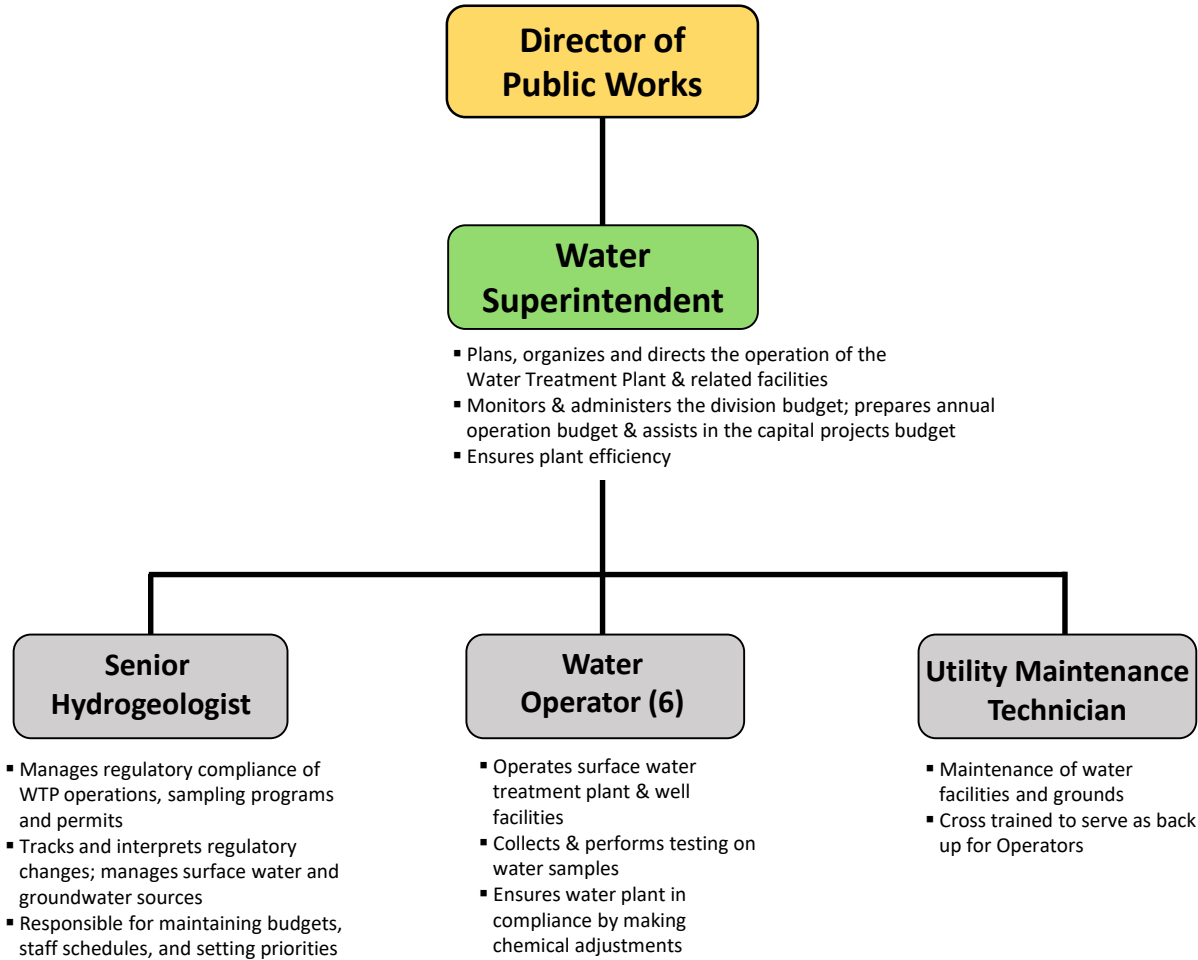 Director of
Public Works
Water
Superintendent
▪ Plans, organizes and directs the operation of the
Water Treatment Plant & related facilities
▪ Monitors & administers the division budget; prepares annual
operation budget & assists in the capital projects budget
▪ Ensures plant efficiency
Senior
Hydrogeologist
▪ Manages regulatory compliance of
WTP operations, sampling programs
and permits
▪ Tracks and interprets regulatory
changes; manages surface water and
groundwater sources
▪ Responsible for maintaining budgets,
staff schedules, and setting priorities
Water
Operator (6)
▪ Operates surface water
treatment plant & well
facilities
▪ Collects & performs testing on
water samples
▪ Ensures water plant in
compliance by making
chemical adjustments
Utility Maintenance
Technician
▪ Maintenance of water
facilities and grounds
▪ Cross trained to serve as back
up for Operators